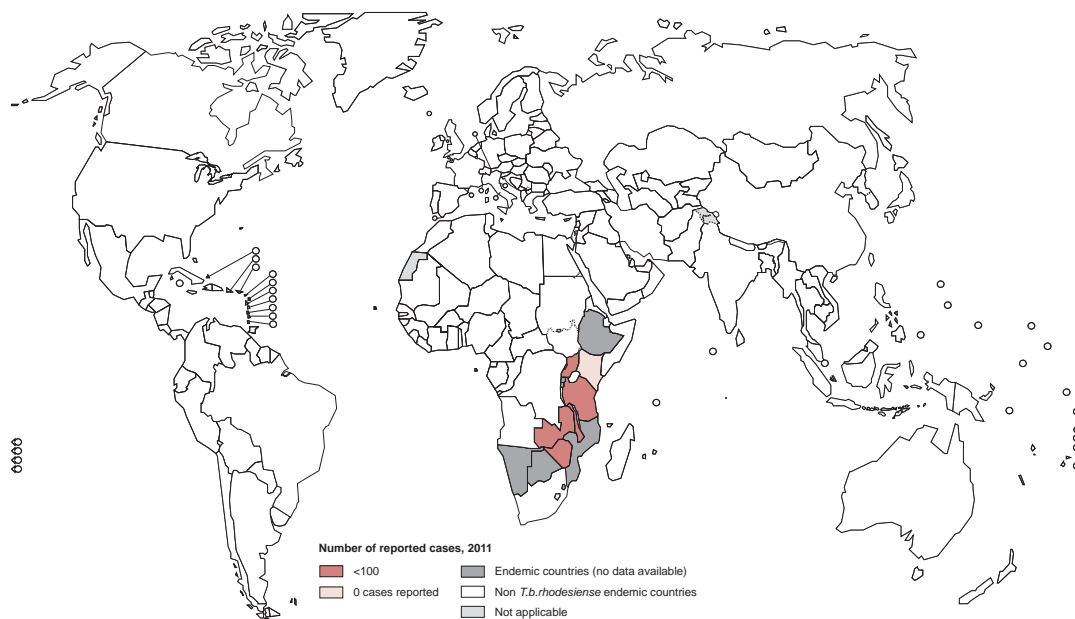 Number of reported cases, 2011
<100
0 cases reported
Endemic countries (no data available)
Non T.b.rhodesiense endemic countries
Not applicable